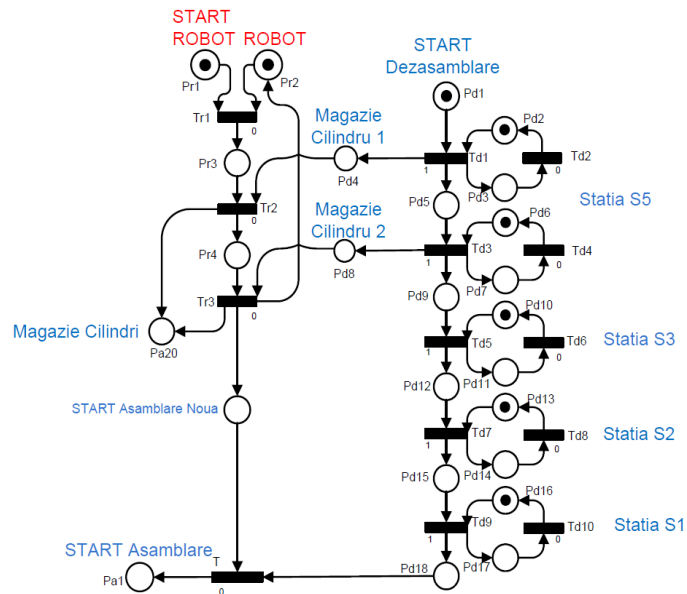 START
ROBOT ROBOT
Pr1
Pr2
Tr1
0
Pr3
Tr2
0
Pr4
Tr3
0
Magazie Cilindri
Pa20
START Asamblare Noua
START Asamblare
Pa1
T
0
Magazie
Cilindru 1
Pd4
Magazie
Cilindru 2
Pd8
START
Dezasamblare
Pd1
Pd2
Td1
1
Td2
0
Pd3
Pd5
Statia S5
Pd6
Td3
1
Td4
0
Pd7
Pd9
Pd10
Td5
1
Td6
0
Statia S3
Pd11
Pd12
Pd13
Td7
1
Td8
0
Statia S2
Pd14
Pd15
Pd16
Td9
1
Td10
0
Statia S1
Pd17
Pd18